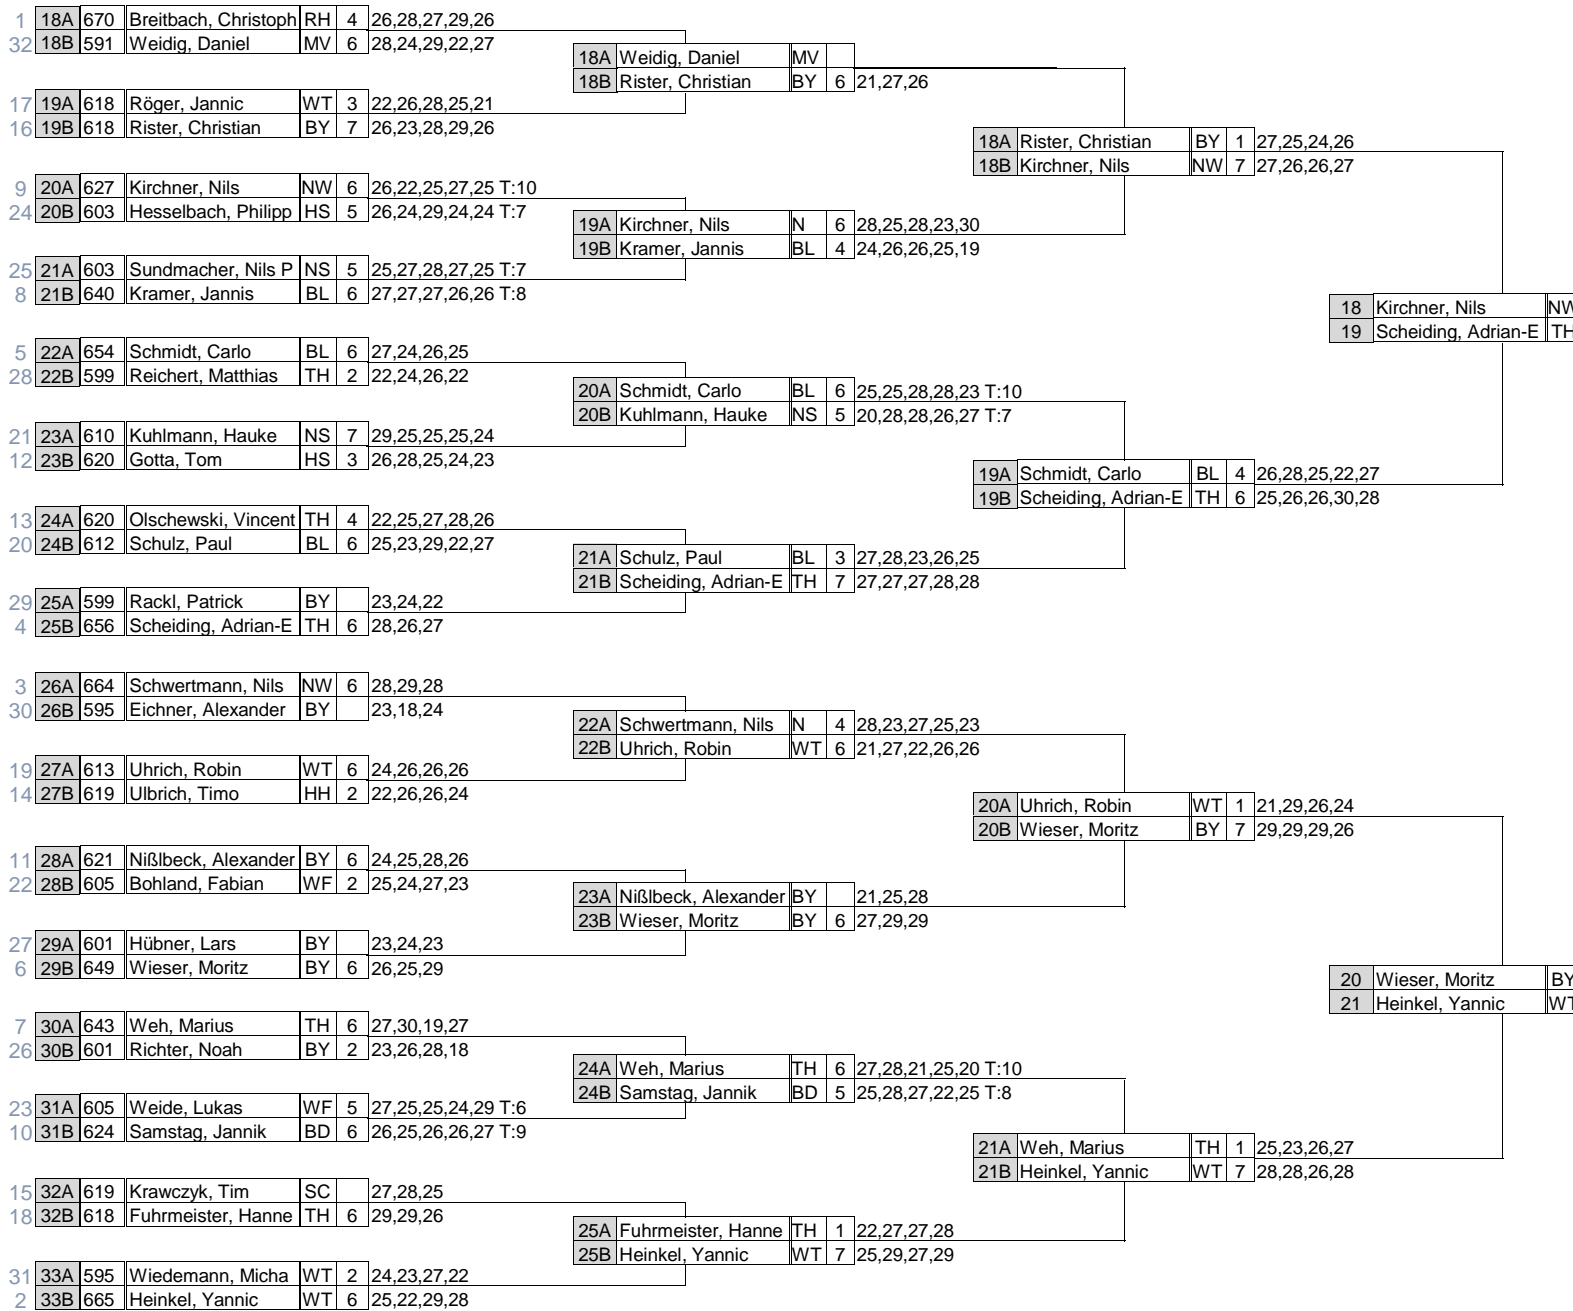 1 18A 670 Breitbach, Christoph RH 4 26,28,27,29,26
32 18B 591 Weidig, Daniel MV 6 28,24,29,22,27
17 19A 618 Röger, Jannic WT 3 22,26,28,25,21
16 19B 618 Rister, Christian BY 7 26,23,28,29,26
9 20A 627 Kirchner, Nils NW 6 26,22,25,27,25 T:10
24 20B 603 Hesselbach, Philipp HS 5 26,24,29,24,24 T:7
25 21A 603 Sundmacher, Nils P NS 5 25,27,28,27,25 T:7
8 21B 640 Kramer, Jannis BL 6 27,27,27,26,26 T:8
5 22A 654 Schmidt, Carlo BL 6 27,24,26,25
28 22B 599 Reichert, Matthias TH 2 22,24,26,22
21 23A 610 Kuhlmann, Hauke NS 7 29,25,25,25,24
12 23B 620 Gotta, Tom HS 3 26,28,25,24,23
13 24A 620 Olschewski, Vincent TH 4 22,25,27,28,26
20 24B 612 Schulz, Paul BL 6 25,23,29,22,27
29 25A 599 Rackl, Patrick BY 23,24,22
4 25B 656 Scheiding, Adrian-E TH 6 28,26,27
3 26A 664 Schwertmann, Nils NW 6 28,29,28
30 26B 595 Eichner, Alexander BY 23,18,24
19 27A 613 Uhrich, Robin WT 6 24,26,26,26
14 27B 619 Ulbrich, Timo HH 2 22,26,26,24
11 28A 621 Nißlbeck, Alexander BY 6 24,25,28,26
22 28B 605 Bohland, Fabian WF 2 25,24,27,23
27 29A 601 Hübner, Lars BY 23,24,23
6 29B 649 Wieser, Moritz BY 6 26,25,29
7 30A 643 Weh, Marius TH 6 27,30,19,27
26 30B 601 Richter, Noah BY 2 23,26,28,18
23 31A 605 Weide, Lukas WF 5 27,25,25,24,29 T:6
10 31B 624 Samstag, Jannik BD 6 26,25,26,26,27 T:9
15 32A 619 Krawczyk, Tim SC 27,28,25
18 32B 618 Fuhrmeister, Hanne TH 6 29,29,26
31 33A 595 Wiedemann, Micha WT 2 24,23,27,22
2 33B 665 Heinkel, Yannic WT 6 25,22,29,28
18A Weidig, Daniel MV
18B Rister, Christian BY 6 21,27,26
19A Kirchner, Nils N 6 28,25,28,23,30
19B Kramer, Jannis BL 4 24,26,26,25,19
20A Schmidt, Carlo BL 6 25,25,28,28,23 T:10
20B Kuhlmann, Hauke NS 5 20,28,28,26,27 T:7
21A Schulz, Paul BL 3 27,28,23,26,25
21B Scheiding, Adrian-E TH 7 27,27,27,28,28
22A Schwertmann, Nils N 4 28,23,27,25,23
22B Uhrich, Robin WT 6 21,27,22,26,26
23A Nißlbeck, Alexander BY 21,25,28
23B Wieser, Moritz BY 6 27,29,29
24A Weh, Marius TH 6 27,28,21,25,20 T:10
24B Samstag, Jannik BD 5 25,28,27,22,25 T:8
25A Fuhrmeister, Hanne TH 1 22,27,27,28
25B Heinkel, Yannic WT 7 25,29,27,29
18A Rister, Christian BY 1 27,25,24,26
18B Kirchner, Nils NW 7 27,26,26,27
19A Schmidt, Carlo BL 4 26,28,25,22,27
19B Scheiding, Adrian-E TH 6 25,26,26,30,28
20A Uhrich, Robin WT 1 21,29,26,24
20B Wieser, Moritz BY 7 29,29,29,26
21A Weh, Marius TH 1 25,23,26,27
21B Heinkel, Yannic WT 7 28,28,26,28
18 Kirchner, Nils NW
19 Scheiding, Adrian-E TH
20 Wieser, Moritz BY
21 Heinkel, Yannic WT